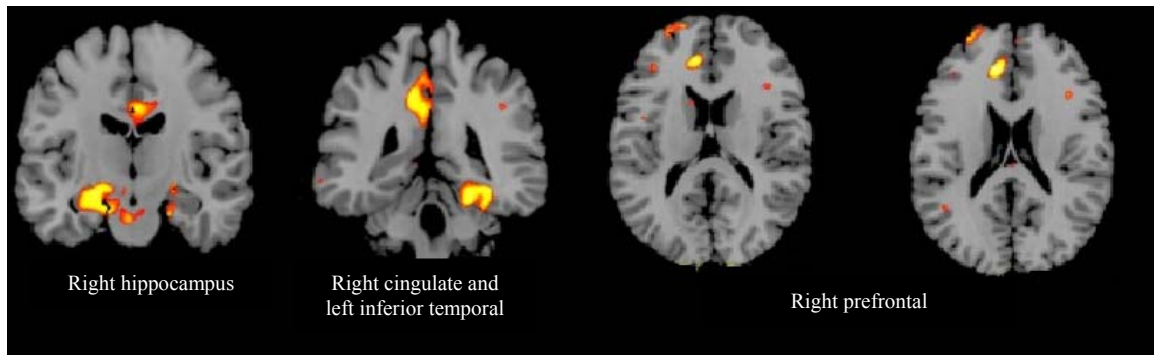 Right hippocampus
Right cingulate and
left inferior temporal
Right prefrontal